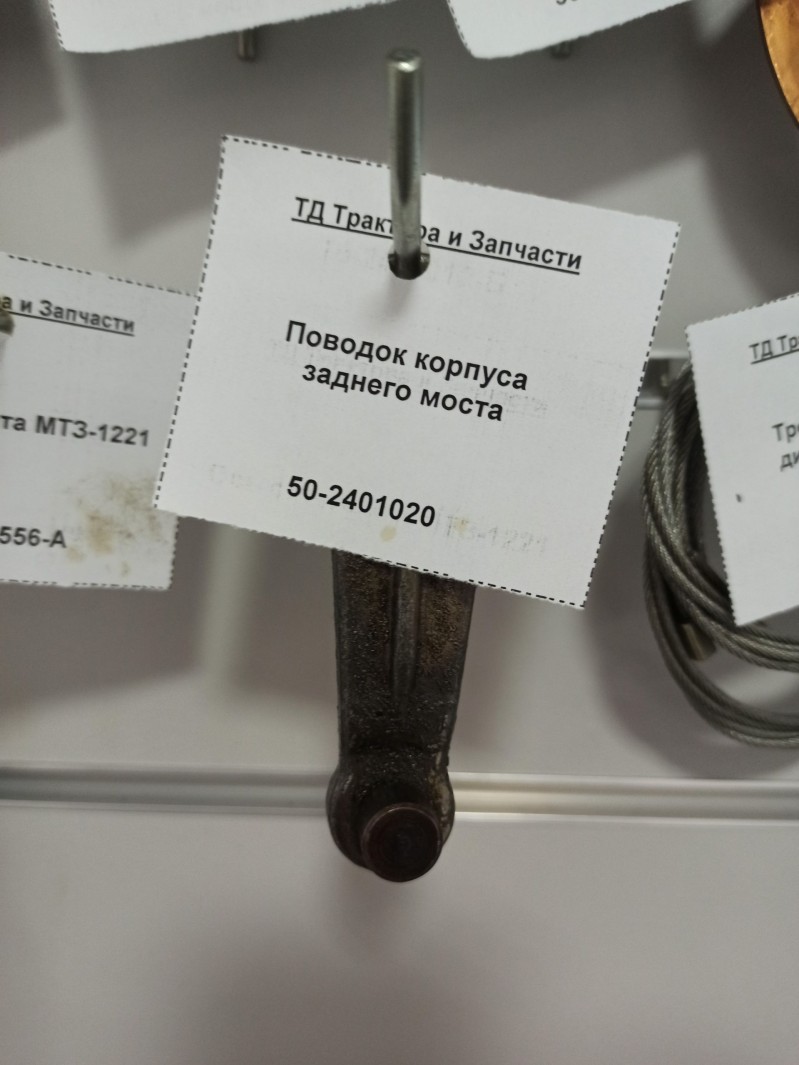 ТД Трактора и Запчасти
Поводок корпуса
заднего моста
50-2401020
а и Запчасти
та МТЗ-1221
556-А
ТД Тр